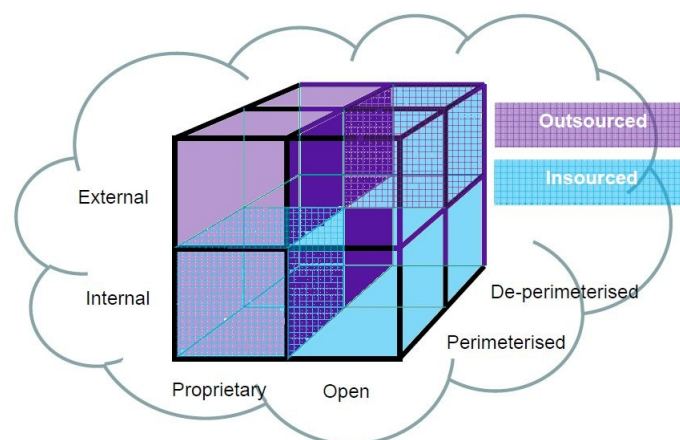 Outsourced
External
Insourced
Internal
De-perimeterised
Perimeterised
Proprietary
Open